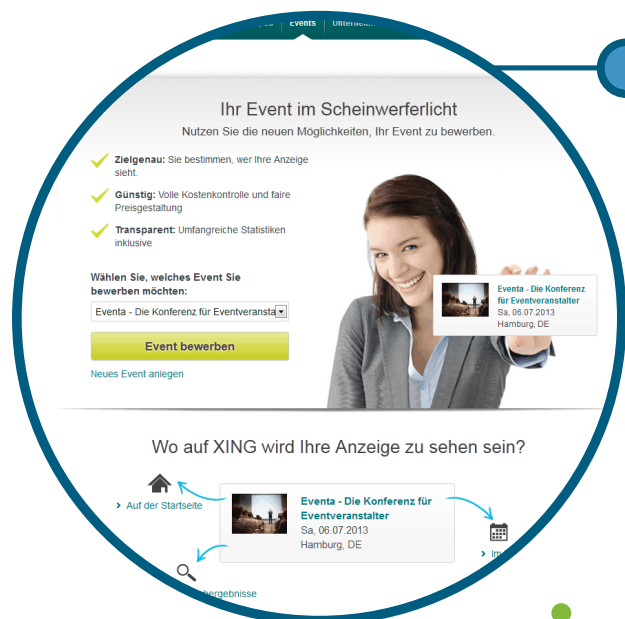 Events
Ihr Event im Scheinwerferlicht
Nutzen Sie die neuen Möglichkeiten, Ihr Event zu bewerben.
Zielgenau: Sie bestimmen, wer Ihre Anzeige
sieht.
Günstig: Volle Kostenkontrolle und faire
Preisgestaltung
Transparent: Umfangreiche Statistiken
inklusive
Wählen Sie, welches Event Sie
bewerben möchten:
Eventa - Die Konferenz für Eventveransta
Event bewerben
Neues Event anlegen
Eventa - Die Konferenz
für Eventveranstalter
Sa, 06.07.2013
Hamburg, DE
Wo auf XING wird Ihre Anzeige zu sehen sein?
Auf der Startseite
Eventa - Die Konferenz für
Eventveranstalter
Sa, 06.07.2013
Hamburg, DE